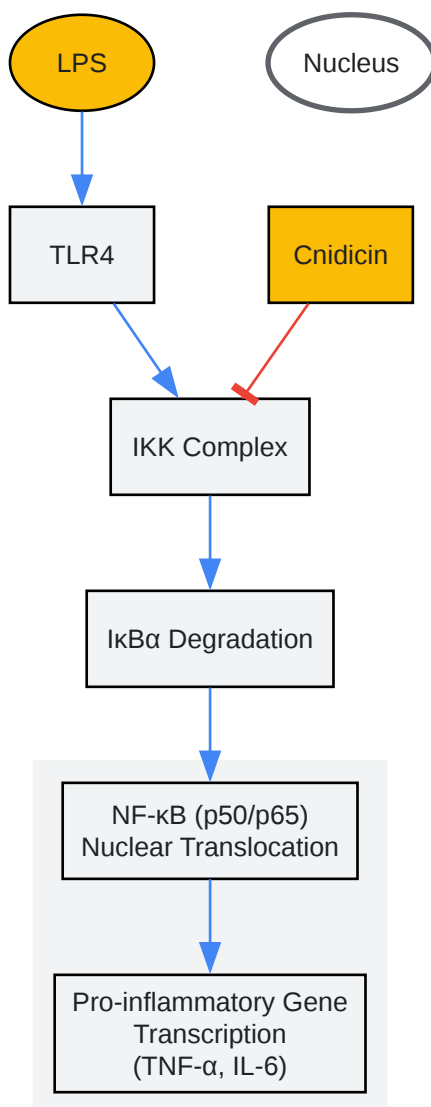 LPS
Nucleus
TLR4
Cnidicin
IKK Complex
IκBα Degradation
NF-κB (p50/p65)
Nuclear Translocation
Pro-inflammatory Gene
Transcription
(TNF-α, IL-6)